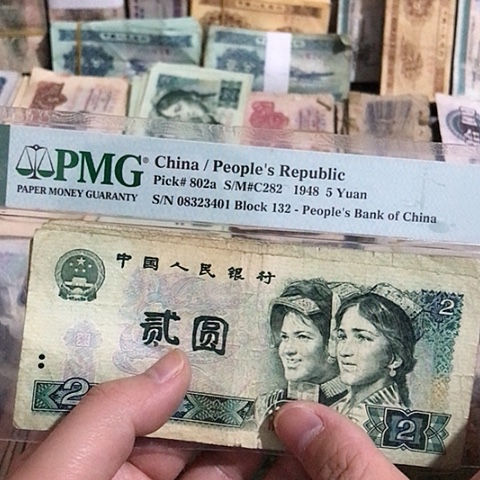 PMG®
PAPER MONEY GUARANTY
China / People's Republic
Pick# 802a S/M#C282 1948 5 Yuan
S/N 08323401 Block 132 - People's Bank of China
中国人民银行
2
贰圆
2
2